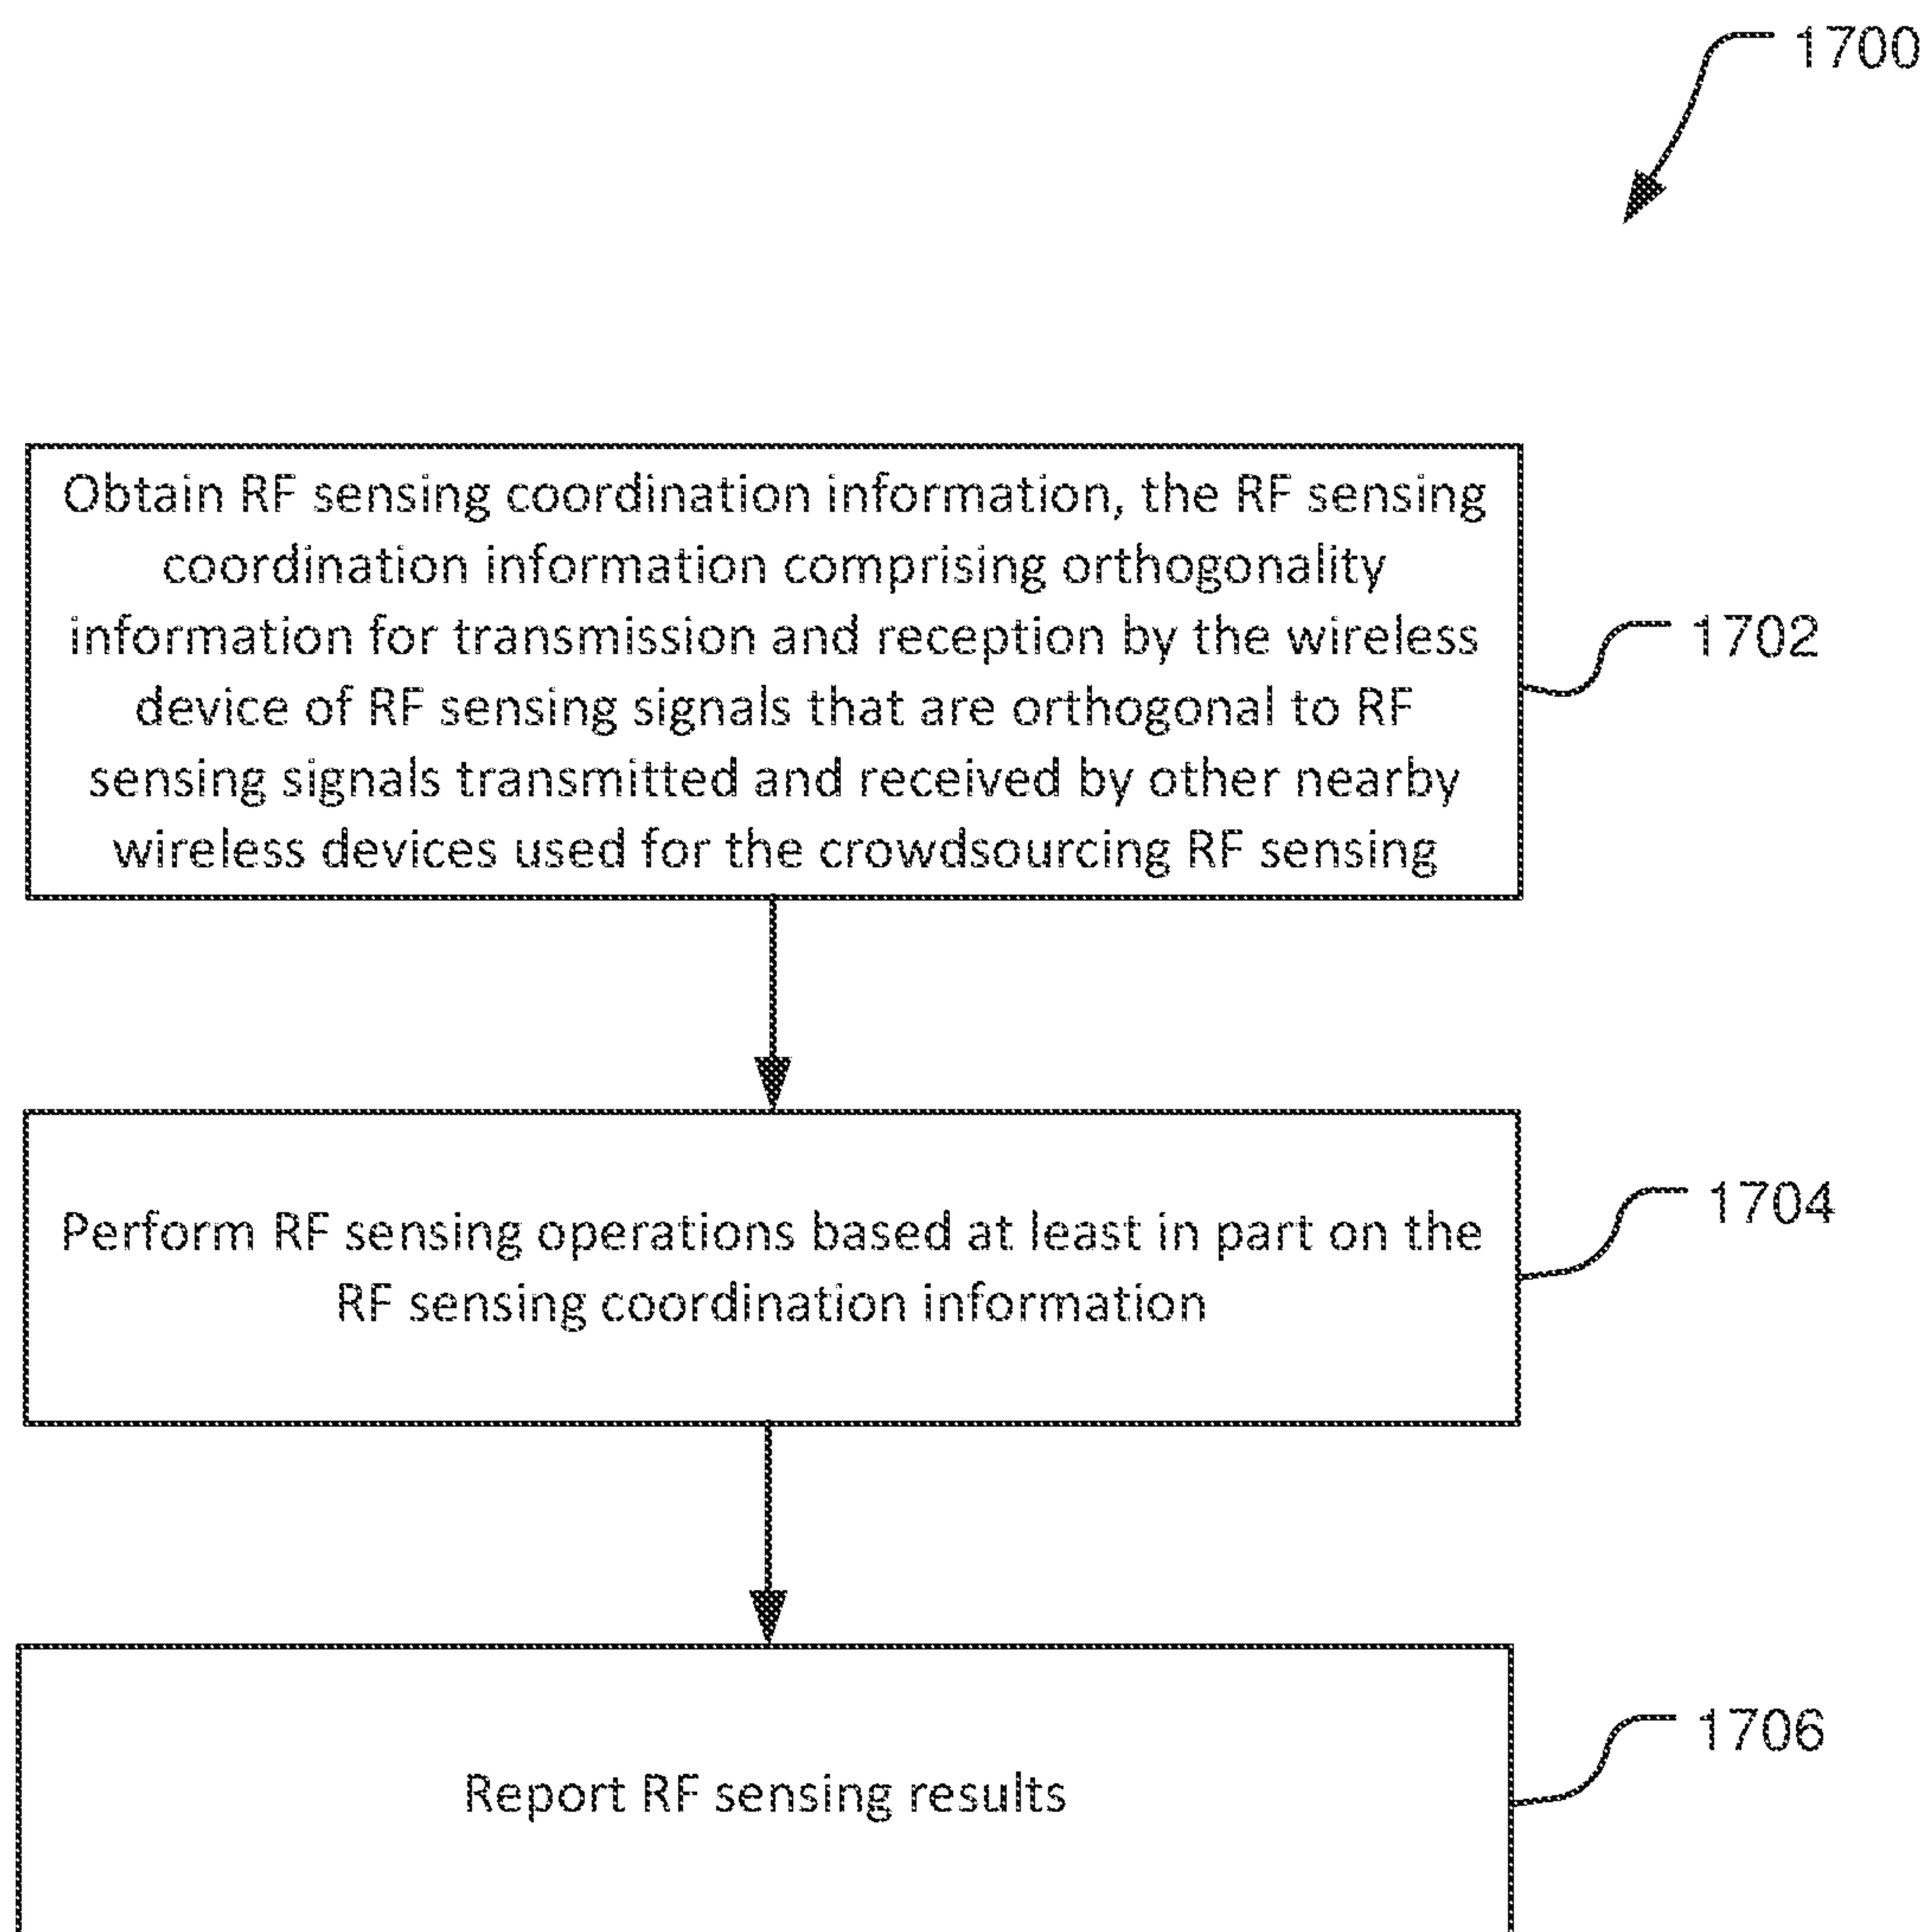 1700
Obtain RF sensing coordination information, the RF sensing
coordination information comprising orthogonality
information for transmission and reception by the wireless
device of RF sensing signals that are orthogonal to RF
sensing signals transmitted and received by other nearby
wireless devices used for the crowdsourcing RF sensing
1702
Perform RF sensing operations based at least in part on the
RF sensing coordination information
1704
Report RF sensing results
1706